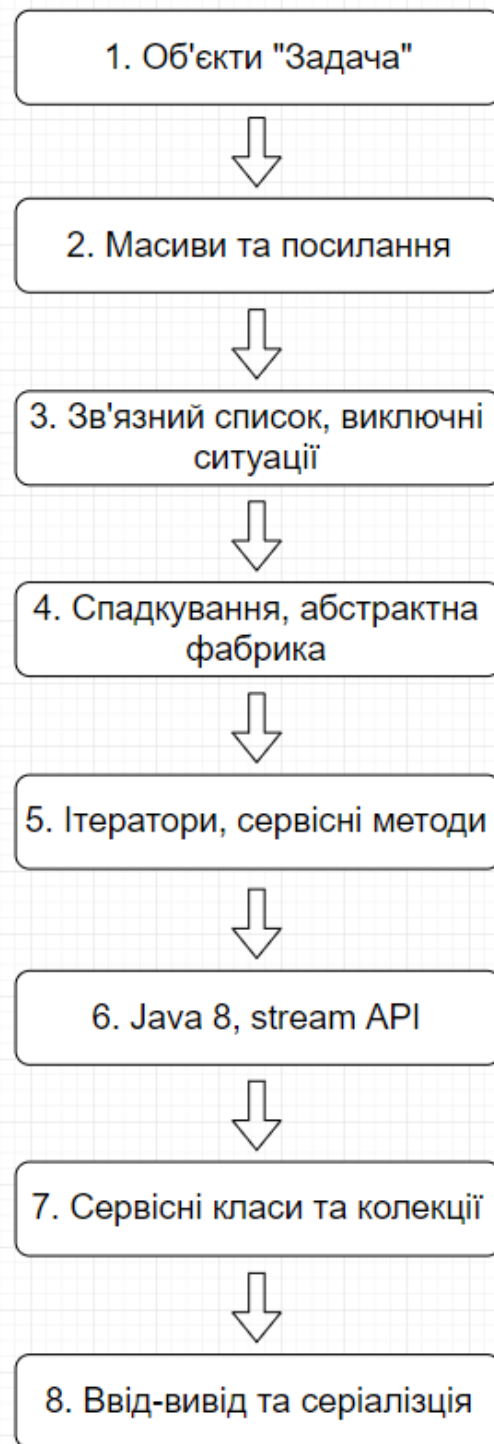 1. Об'єкти "Задача"
2. Масиви та посилання
3. Зв'язний список, виключні
ситуації
4. Спадкування, абстрактна
фабрика
5. Ітератори, сервісні методи
6. Java 8, stream API
7. Сервісні класи та колекції
8. Ввід-вивід та серіалізція